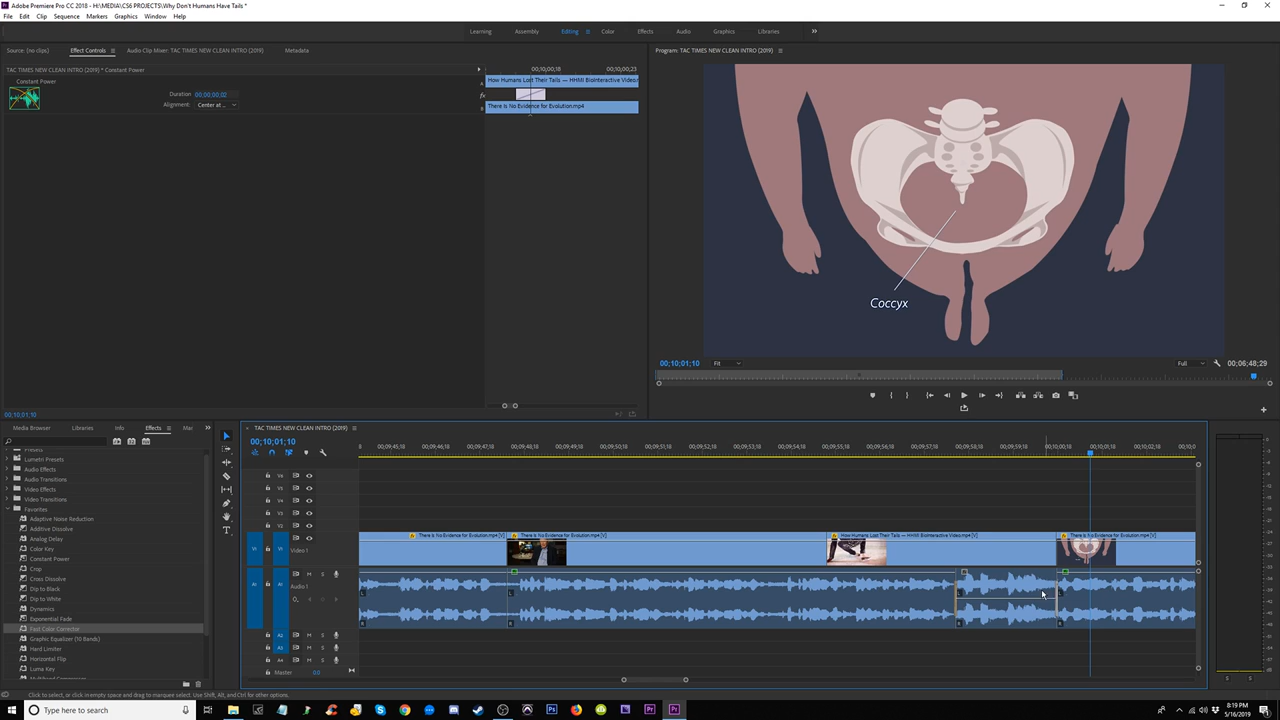 Adobe Premiere Pro CC 2018 - H:\MEDIA\CS6 PROJECTS\Why Don't Humans Have Tails *
File Edit Clip Sequence Markers Graphics Window Help
Learning Assembly Editing Color Effects Audio Graphics Libraries
Source: (no clips) Effect Controls Audio Clip Mixer: TAC TIMES NEW CLEAN INTRO (2019) Metadata
Program: TAC TIMES NEW CLEAN INTRO (2019)
TAC TIMES NEW CLEAN INTRO (2019) * Constant Power
00;10;00;18 00;10;00;23
Constant Power
How Humans Lost Their Tails — HHMI BioInteractive Video
Duration 00;00;00;02
Alignment: Center at ...
There Is No Evidence for Evolution.mp4
Coccyx
00;10;01;10 Fit Full 00;06;48;29
00;10;01;10
Media Browser Libraries Effects Info Mar
TAC TIMES NEW CLEAN INTRO (2019)
00;10;01;10
00;09;45;18 00;09;46;18 00;09;47;18 00;09;48;18 00;09;49;18 00;09;50;18 00;09;51;18 00;09;52;18 00;09;53;18 00;09;54;18 00;09;55;18 00;09;56;18 00;09;57;18 00;09;58;18 00;09;59;18 00;10;00;18 00;10;01;18 00;10;0
Presets
Lumetri Presets
Audio Effects
Audio Transitions
Video Effects
Video Transitions
Favorites
Adaptive Noise Reduction
Additive Dissolve
Analog Delay
Color Key
Constant Power
Crop
Cross Dissolve
Dip to Black
Dip to White
Dynamics
Exponential Fade
Fast Color Corrector
Graphic Equalizer (10 Bands)
Hard Limiter
Horizontal Flip
Luma Key
V6
V5
V4
V3
V2
V1 V1 Video 1
There Is No Evidence for Evolution.mp4 [V] There Is No Evidence for Evolution.mp4 [V] How Humans Lost Their Tails — HHMI BioInteractive Video.mp4 [V] There Is No Evidence for Evolution.mp4 [V]
A1 A1 M S Audio 1
A2 M S
A3 M S
A4 M S
Master 0.0
Click to select, or click in empty space and drag to marquee select. Use Shift, Alt, and Ctrl for other options.
Type here to search
8:19 PM
5/16/2019